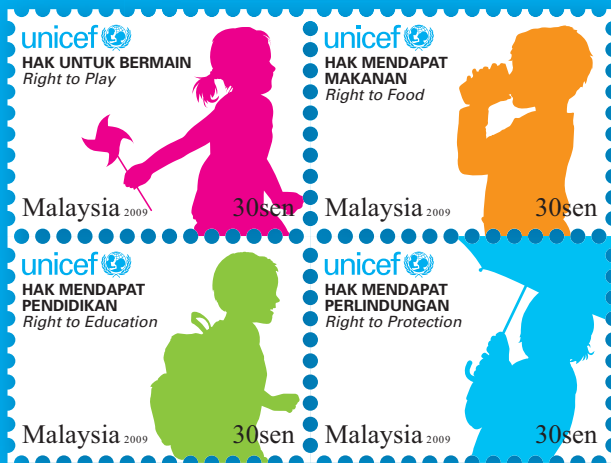 unicef
HAK UNTUK BERMAIN
Right to Play
Malaysia 2009 30sen
unicef
HAK MENDAPAT
MAKANAN
Right to Food
Malaysia 2009 30sen
unicef
HAK MENDAPAT
PENDIDIKAN
Right to Education
Malaysia 2009 30sen
unicef
HAK MENDAPAT
PERLINDUNGAN
Right to Protection
Malaysia 2009 30sen